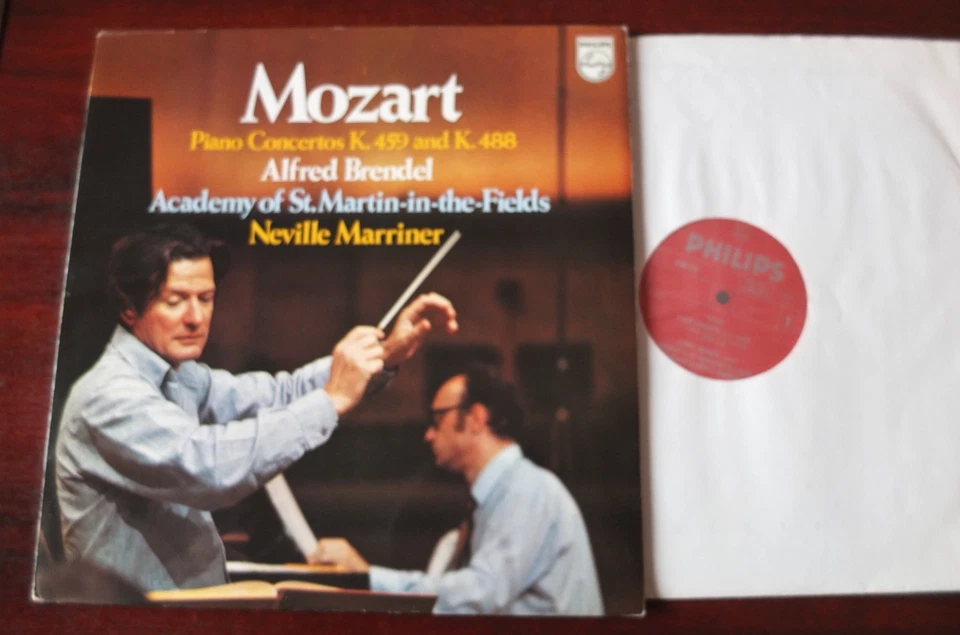 PHILIPS
Mozart
Piano Concertos K. 459 and K. 488
Alfred Brendel
Academy of St. Martin-in-the-Fields
Neville Marriner
PHILIPS